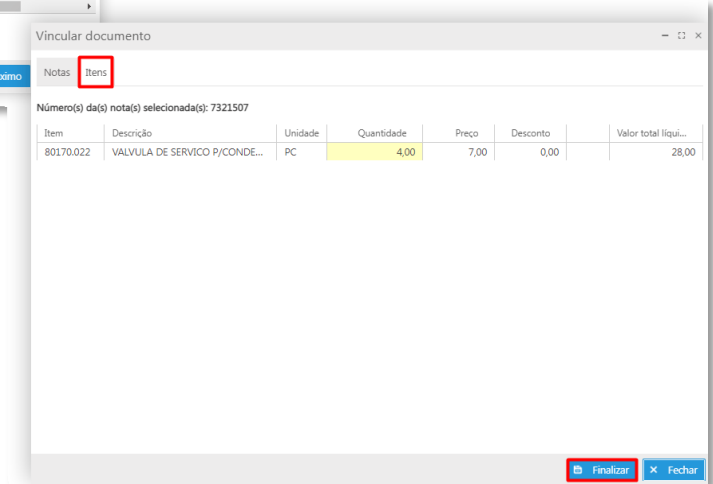 Vincular documento
ximo
Notas Itens
Número(s) da(s) nota(s) selecionada(s): 7321507
Item Descrição Unidade Quantidade Preço Desconto Valor total líqui...
80170.022 VALVULA DE SERVICO P/CONDE... PC 4,00 7,00 0,00 28,00
Finalizar Fechar